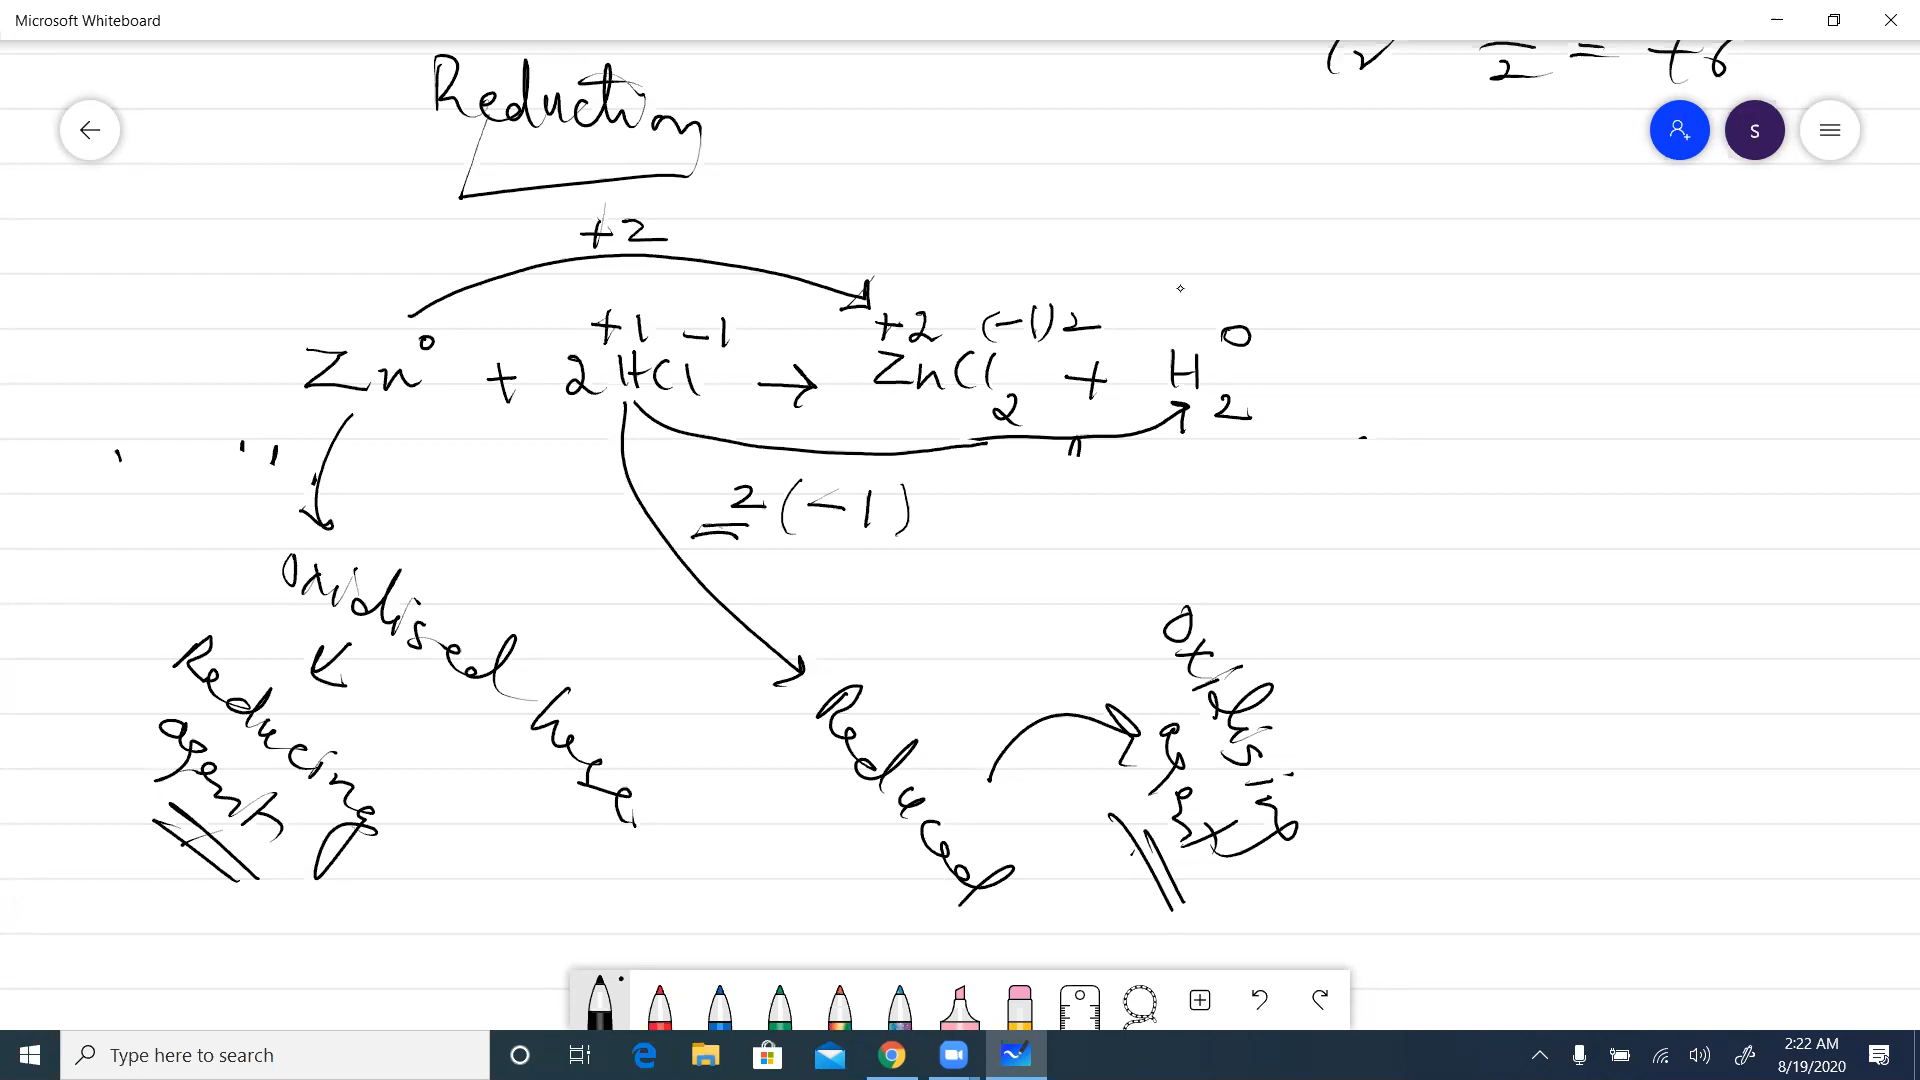 Microsoft Whiteboard
2 = +6
Reduction
S
+2
+1 -1 +2 (-1)2 0
Zn⁰ + 2HCl → ZnCl₂ + H₂
2(-1)
Oxidised here
Reducing
agent
Reduced
Oxidising
agent
Type here to search
2:22 AM
8/19/2020